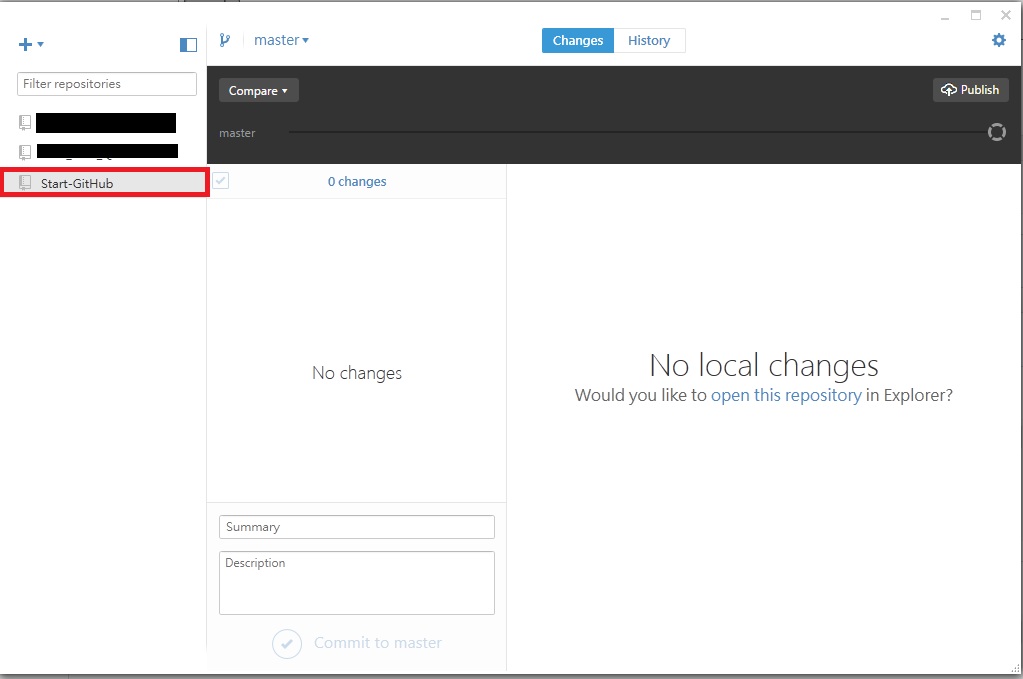 master
Changes
History
Filter repositories
Compare
Publish
master
Start-GitHub
0 changes
No changes
No local changes
Would you like to open this repository in Explorer?
Summary
Description
Commit to master